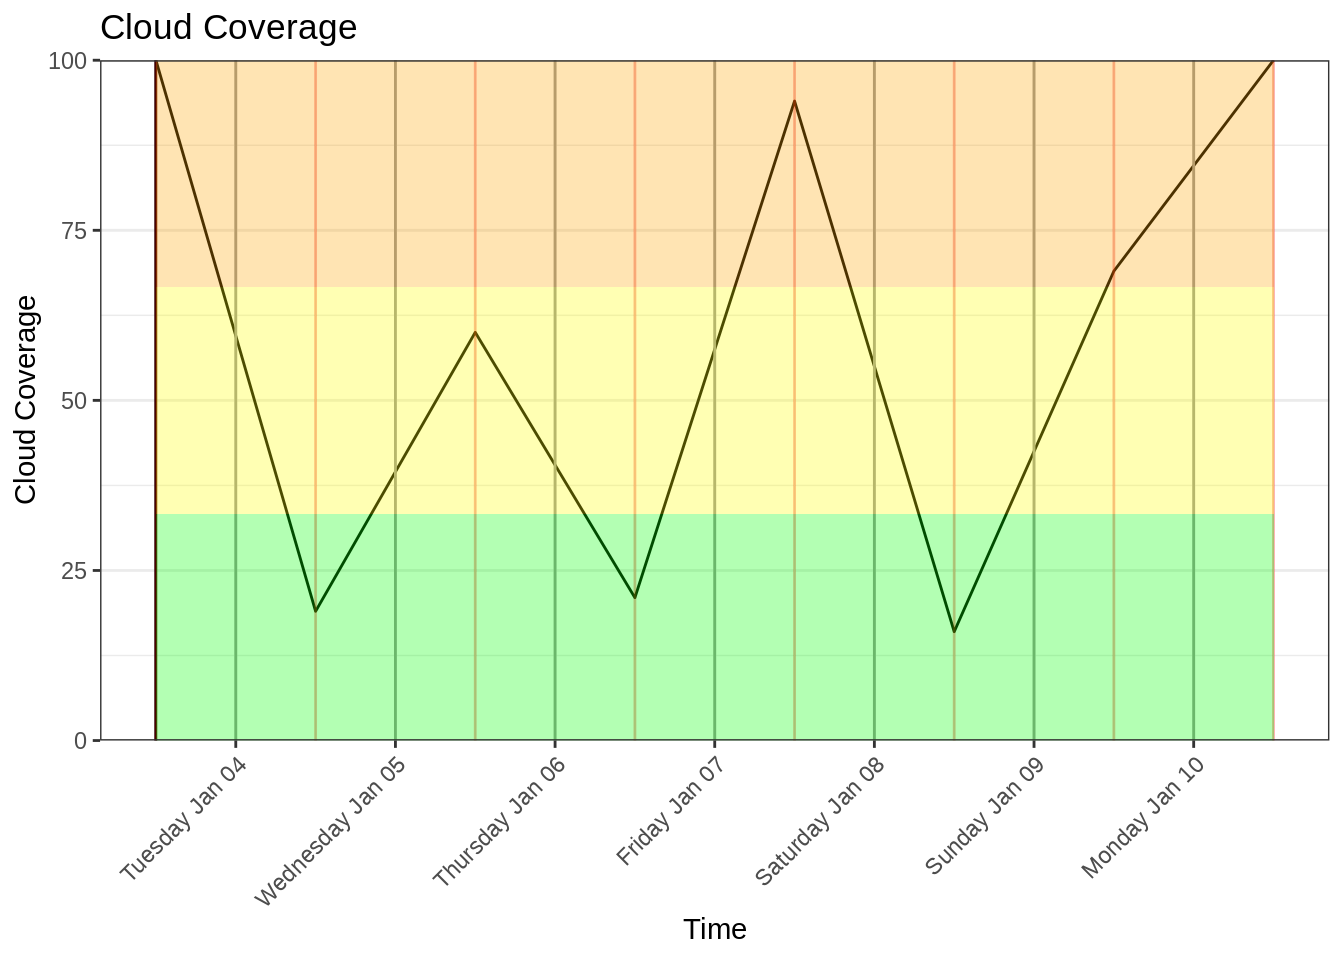 Cloud Coverage
100
75
50
25
0
Cloud Coverage
Tuesday Jan 04
Wednesday Jan 05
Thursday Jan 06
Friday Jan 07
Saturday Jan 08
Sunday Jan 09
Monday Jan 10
Time